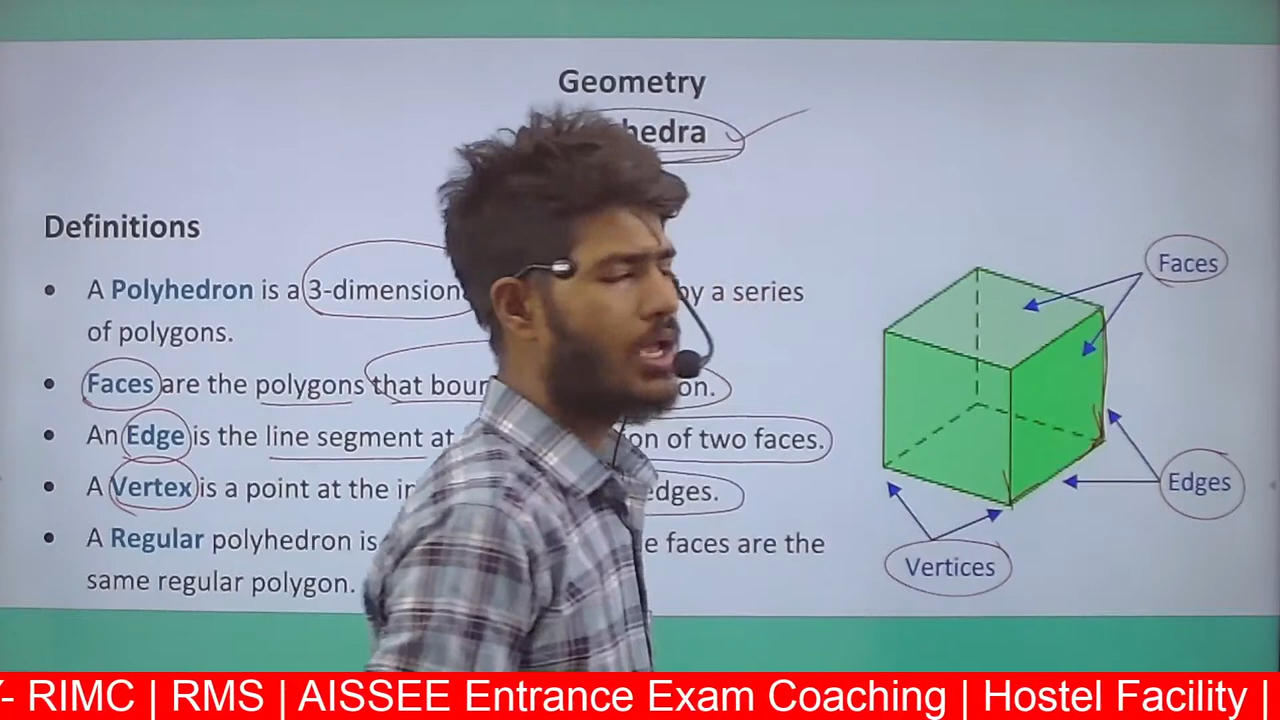 Geometry
hedra
Definitions
A Polyhedron is a 3-dimension by a series
of polygons.
Faces are the polygons that boun on.
An Edge is the line segment at on of two faces.
A Vertex is a point at the in edges.
A Regular polyhedron is e faces are the
same regular polygon.
Faces
Edges
Vertices
- RIMC | RMS | AISSEE Entrance Exam Coaching | Hostel Facility |